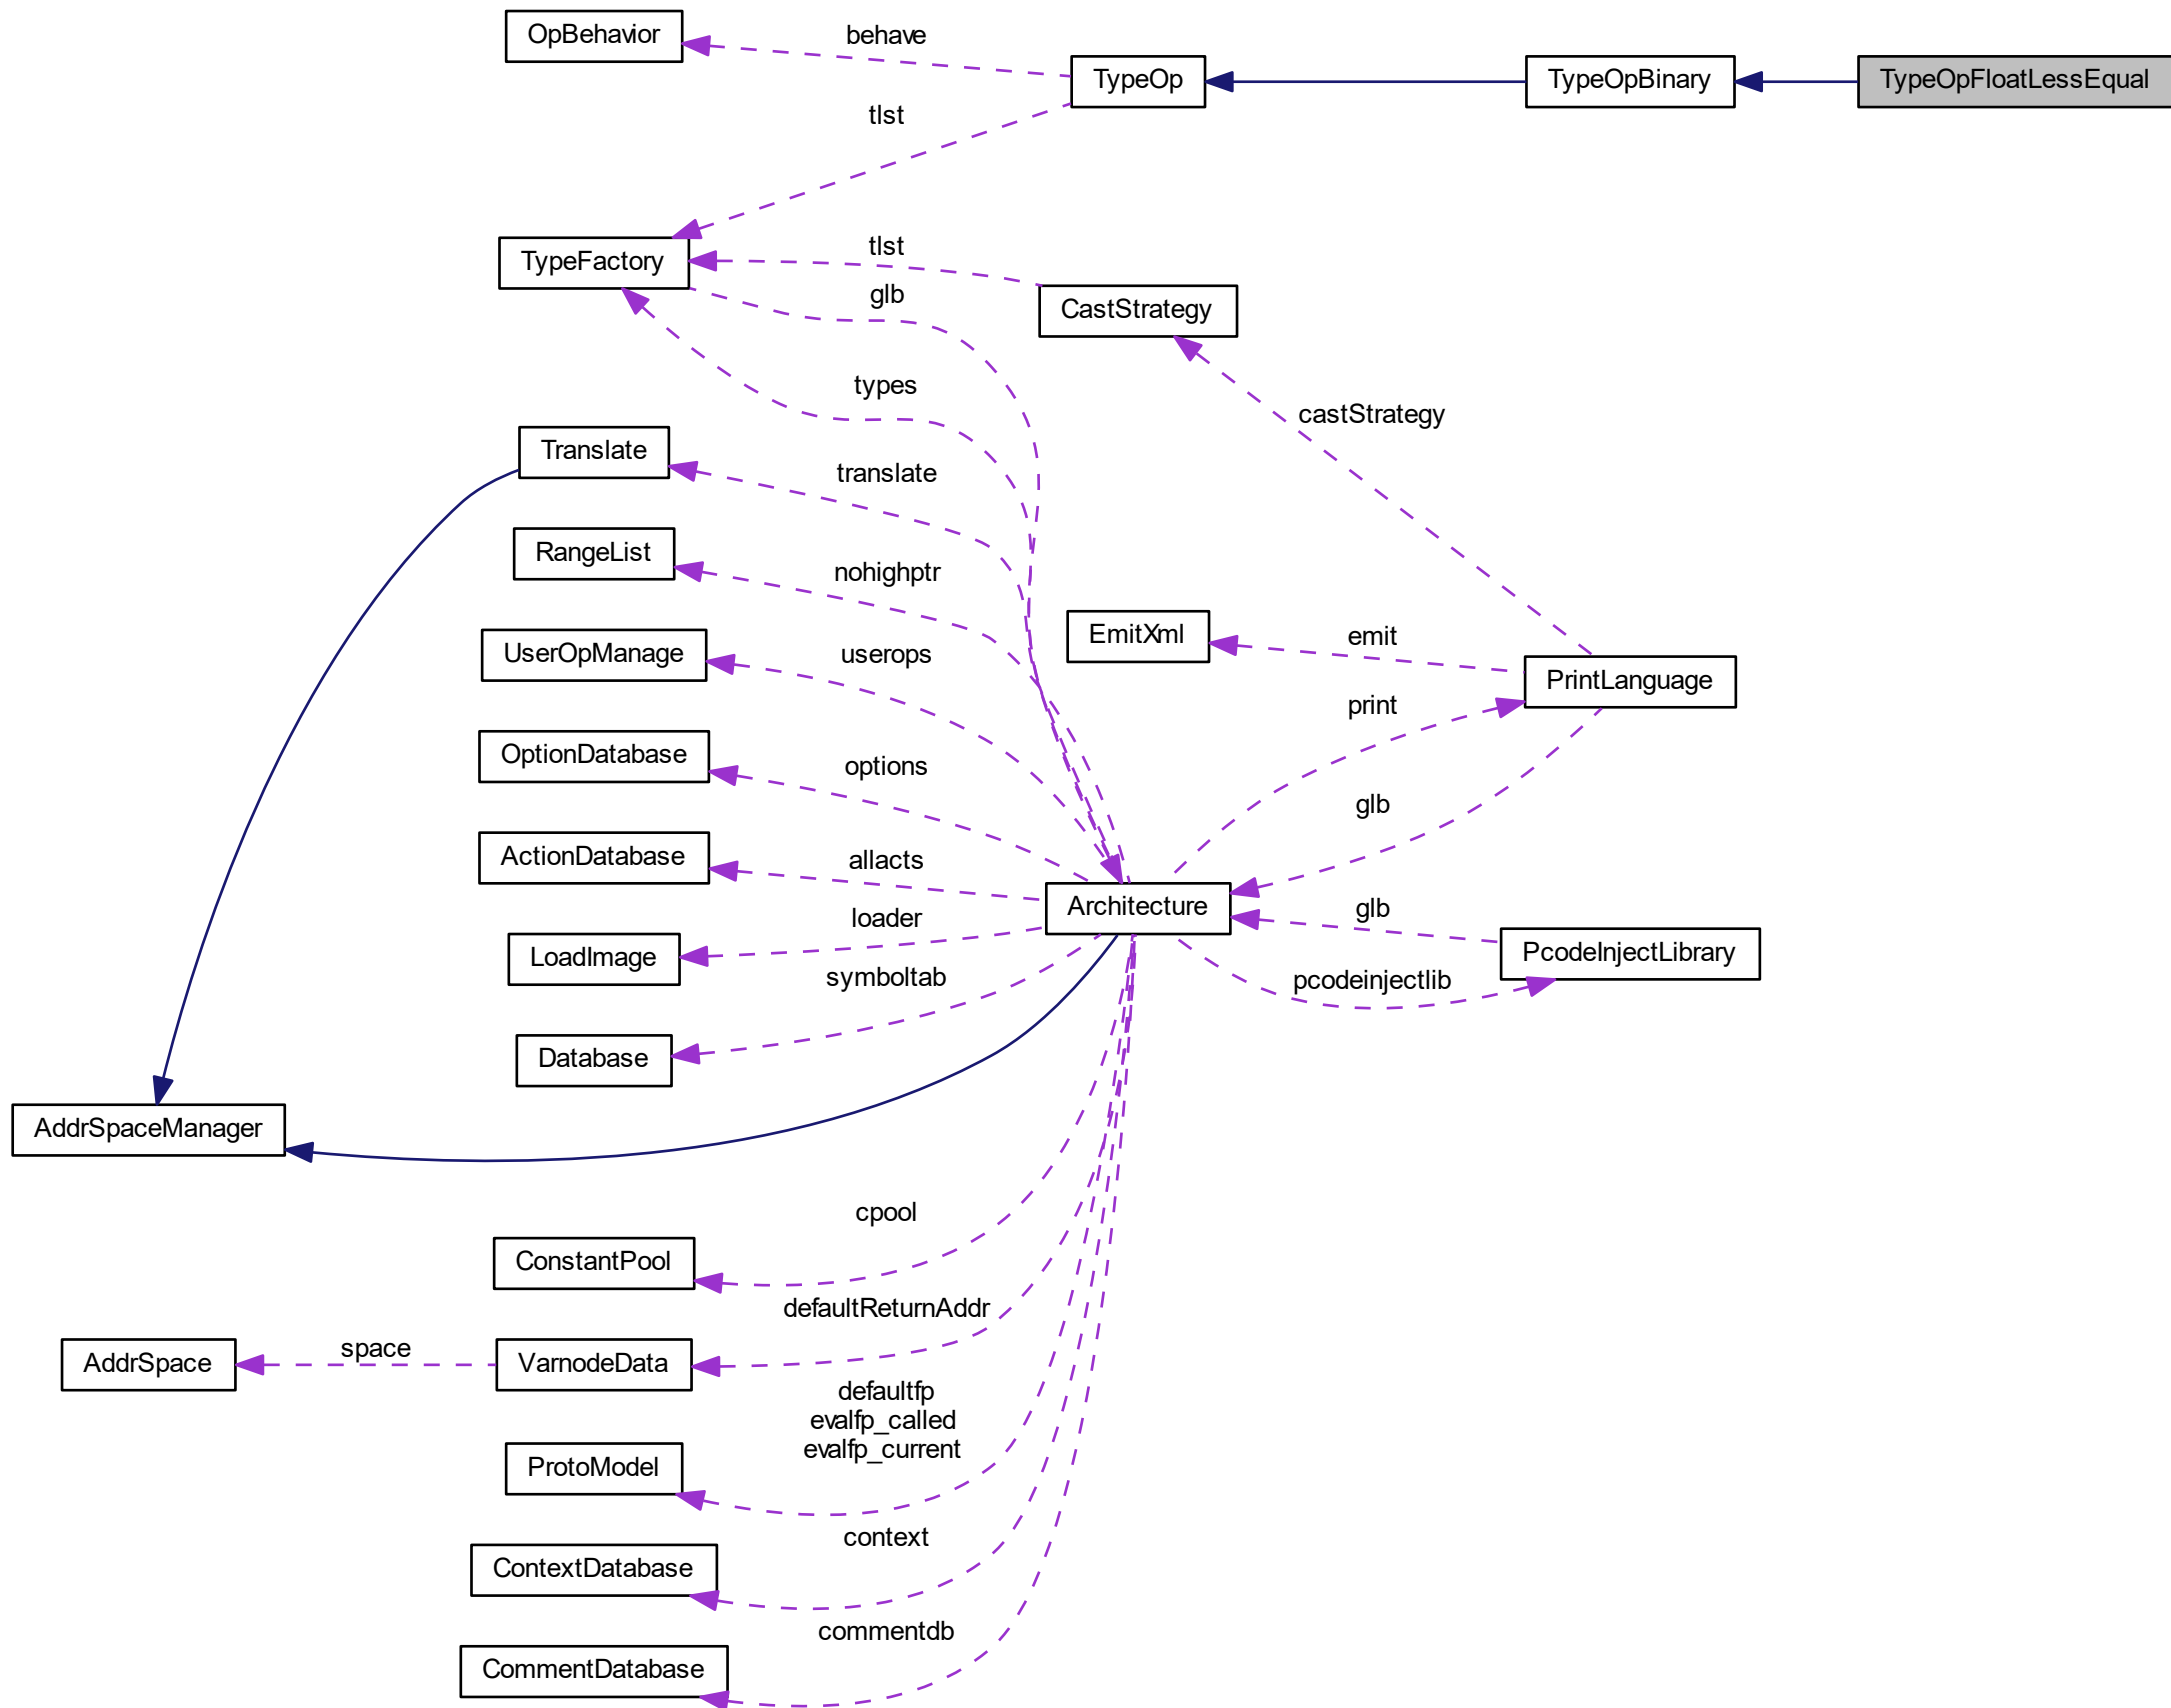 OpBehavior
behave
TypeOp
TypeOpBinary
TypeOpFloatLessEqual
tlst
TypeFactory
tlst
glb
CastStrategy
types
castStrategy
Translate
translate
RangeList
nohighptr
EmitXml
emit
UserOpManage
userops
PrintLanguage
print
OptionDatabase
options
glb
ActionDatabase
allacts
Architecture
glb
LoadImage
loader
PcodeInjectLibrary
symboltab
pcodeinjectlib
Database
AddrSpaceManager
cpool
ConstantPool
defaultReturnAddr
AddrSpace
space
VarnodeData
defaultfp
evalfp_called
evalfp_current
ProtoModel
context
ContextDatabase
commentdb
CommentDatabase